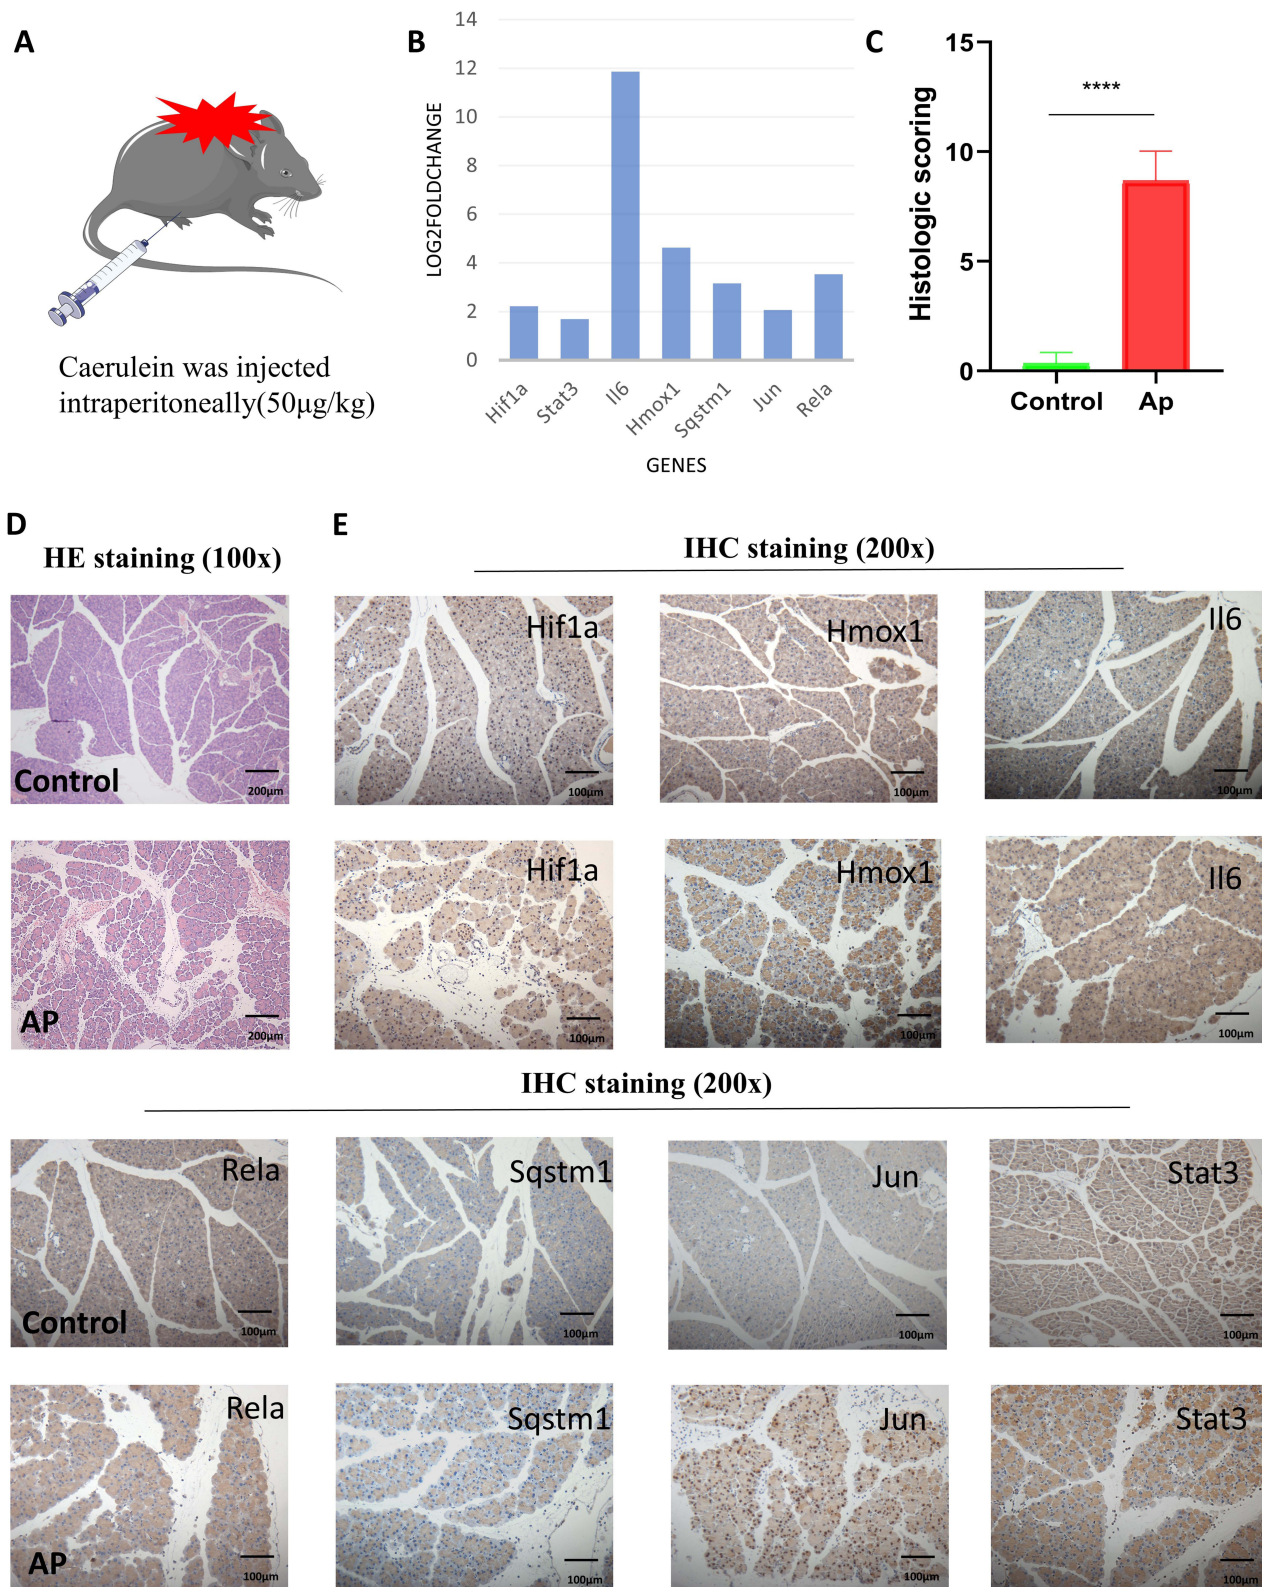 A
Caerulein was injected
intraperitoneally(50μg/kg)
B
14
12
10
8
6
4
2
0
LOG2FOLDCHANGE
Hif1a
Stat3
Il6
Hmox1
Sqstm1
Jun
Rela
GENES
C
15
10
5
0
Histologic scoring
****
Control
Ap
D
HE staining (100x)
E
IHC staining (200x)
Control
200μm
Hif1a
100μm
Hmox1
100μm
Il6
100μm
AP
200μm
Hif1a
100μm
Hmox1
100μm
Il6
100μm
IHC staining (200x)
Rela
Control
100μm
Sqstm1
100μm
Jun
100μm
Stat3
100μm
Rela
AP
100μm
Sqstm1
100μm
Jun
100μm
Stat3
100μm